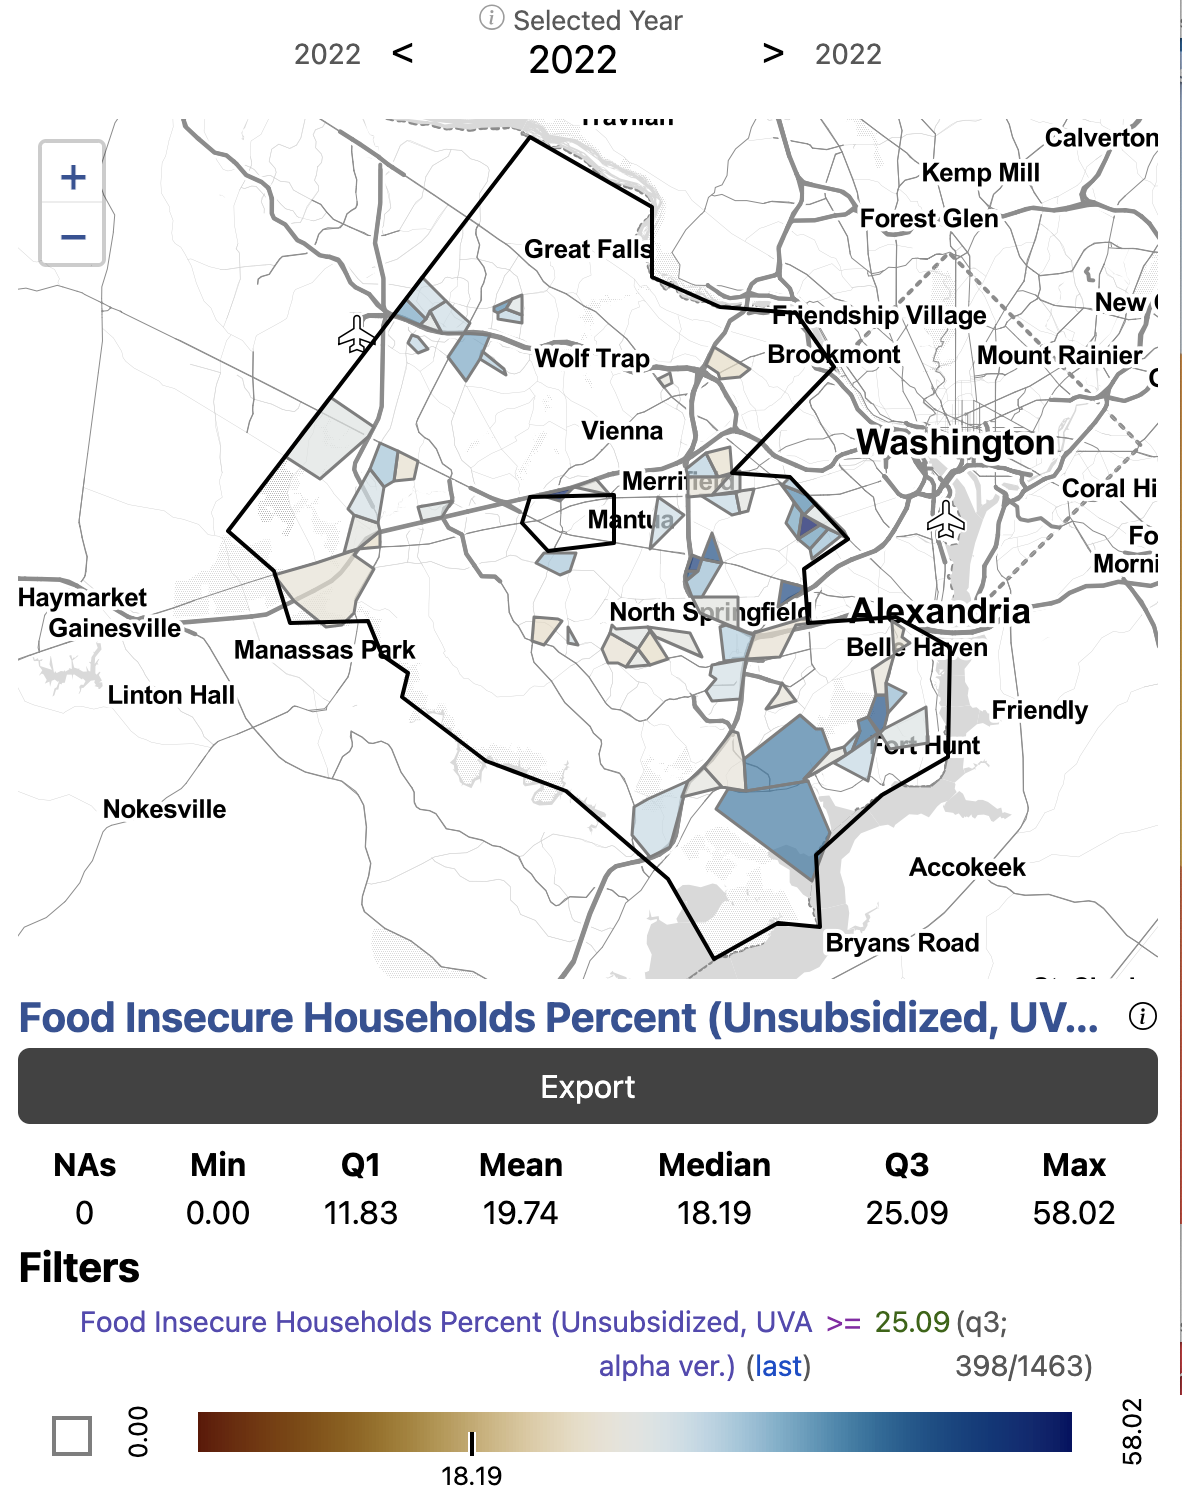 Selected Year
2022 < 2022 > 2022
+
−
Travilah
Calverton
Kemp Mill
Forest Glen
Great Falls
New
Friendship Village
Wolf Trap
Brookmont
Mount Rainier
Vienna
Washington
Merrifield
Coral Hi
Mantua
Fo
Morni
Haymarket
North Springfield
Alexandria
Gainesville
Manassas Park
Belle Haven
Linton Hall
Friendly
Fort Hunt
Nokesville
Accokeek
Bryans Road
Food Insecure Households Percent (Unsubsidized, UV...
Export
NAs Min Q1 Mean Median Q3 Max
0 0.00 11.83 19.74 18.19 25.09 58.02
Filters
Food Insecure Households Percent (Unsubsidized, UVA >= 25.09 (q3;
alpha ver.) (last) 398/1463)
0.00
58.02
18.19